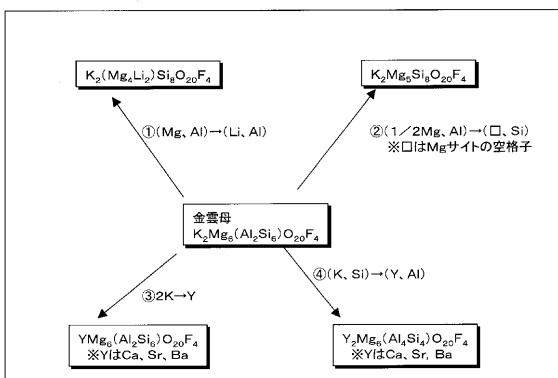 K₂(Mg₄Li₂)Si₈O₂₀F₄
K₂Mg₅Si₈O₂₀F₄
①(Mg、Al)→(Li、Al)
②(1／2Mg、Al)→(□、Si)
※□はMgサイトの空格子
金雲母
K₂Mg₆(Al₂Si₆)O₂₀F₄
③2K→Y
④(K、Si)→(Y、Al)
YMg₆(Al₂Si₆)O₂₀F₄
※YはCa、Sr、Ba
Y₂Mg₆(Al₄Si₄)O₂₀F₄
※YはCa、Sr、Ba